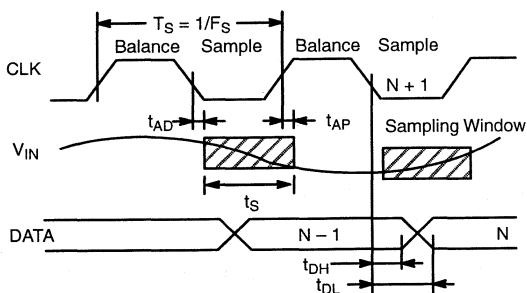 T_S = 1/F_S
Balance Sample Balance Sample
CLK N + 1
t_AD t_AP Sampling Window
V_IN
t_S
DATA N – 1 N
t_DH
t_DL